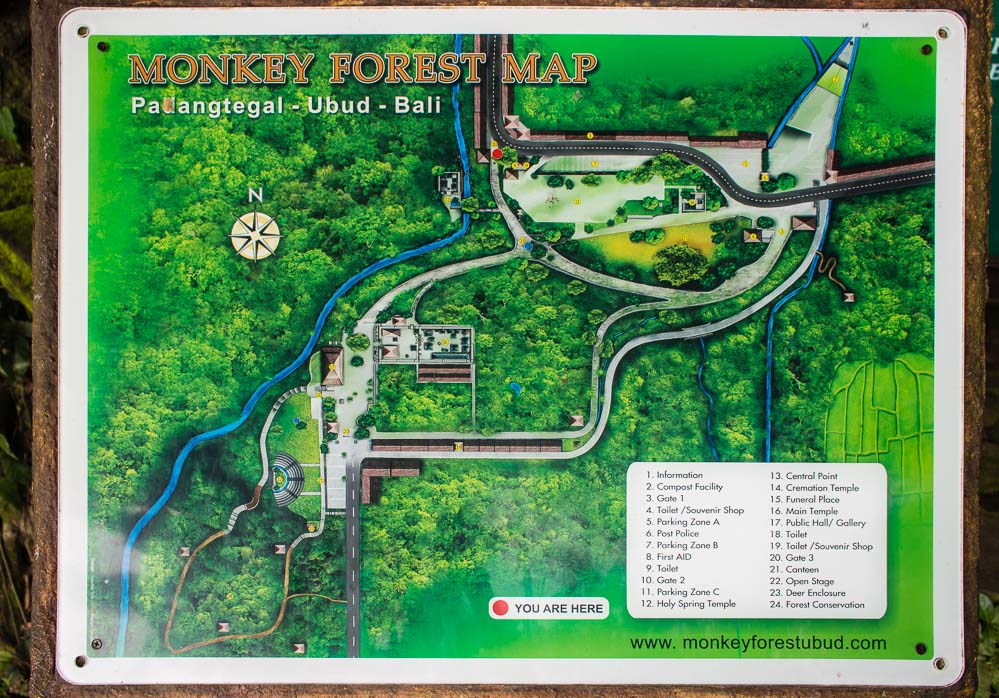 MONKEY FOREST MAP
Padangtegal - Ubud - Bali
N
1. Information
2. Compost Facility
3. Gate 1
4. Toilet /Souvenir Shop
5. Parking Zone A
6. Post Police
7. Parking Zone B
8. First AID
9. Toilet
10. Gate 2
11. Parking Zone C
12. Holy Spring Temple
13. Central Point
14. Cremation Temple
15. Funeral Place
16. Main Temple
17. Public Hall/ Gallery
18. Toilet
19. Toilet /Souvenir Shop
20. Gate 3
21. Canteen
22. Open Stage
23. Deer Enclosure
24. Forest Conservation
YOU ARE HERE
www. monkeyforestubud.com